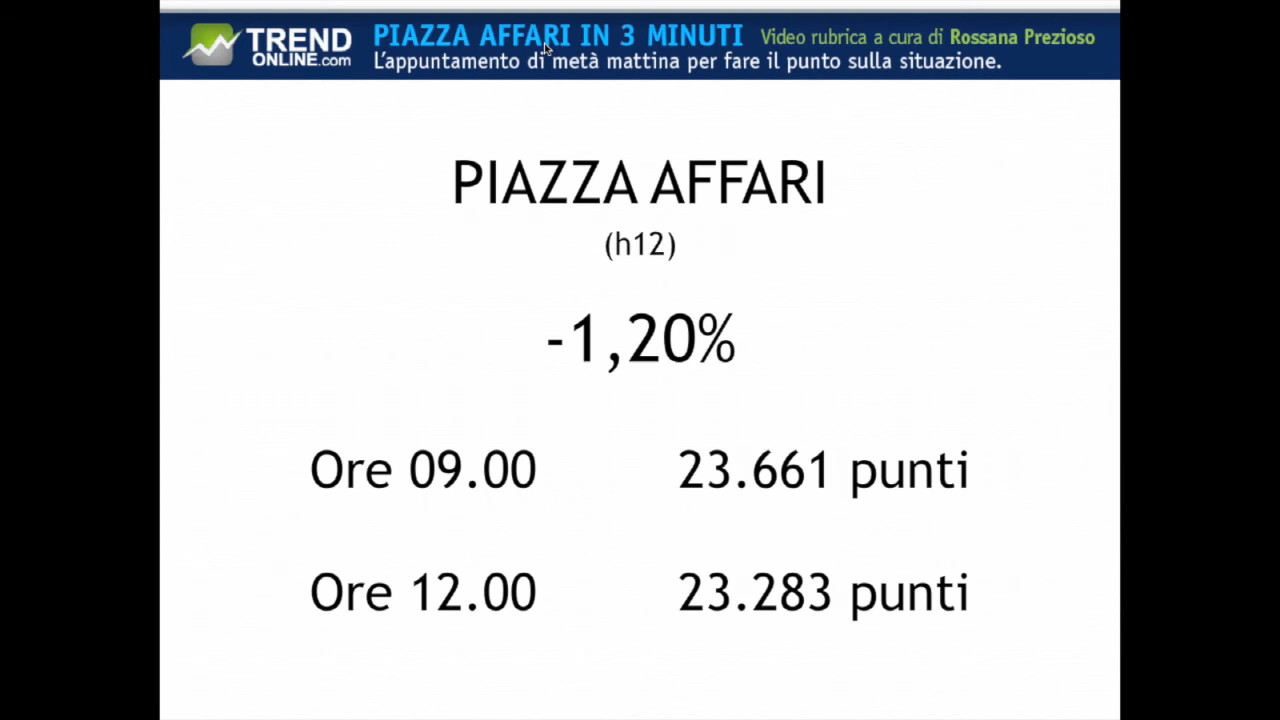 TREND
ONLINE.com
PIAZZA AFFARI IN 3 MINUTI Video rubrica a cura di Rossana Prezioso
L'appuntamento di metà mattina per fare il punto sulla situazione.
PIAZZA AFFARI
(h12)
-1,20%
Ore 09.00 23.661 punti
Ore 12.00 23.283 punti